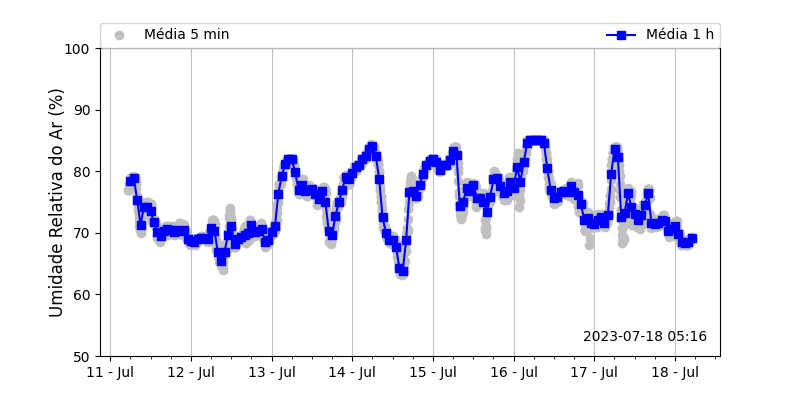 Média 5 min
Média 1 h
Umidade Relativa do Ar (%)
100
90
80
70
60
50
2023-07-18 05:16
11 - Jul
12 - Jul
13 - Jul
14 - Jul
15 - Jul
16 - Jul
17 - Jul
18 - Jul